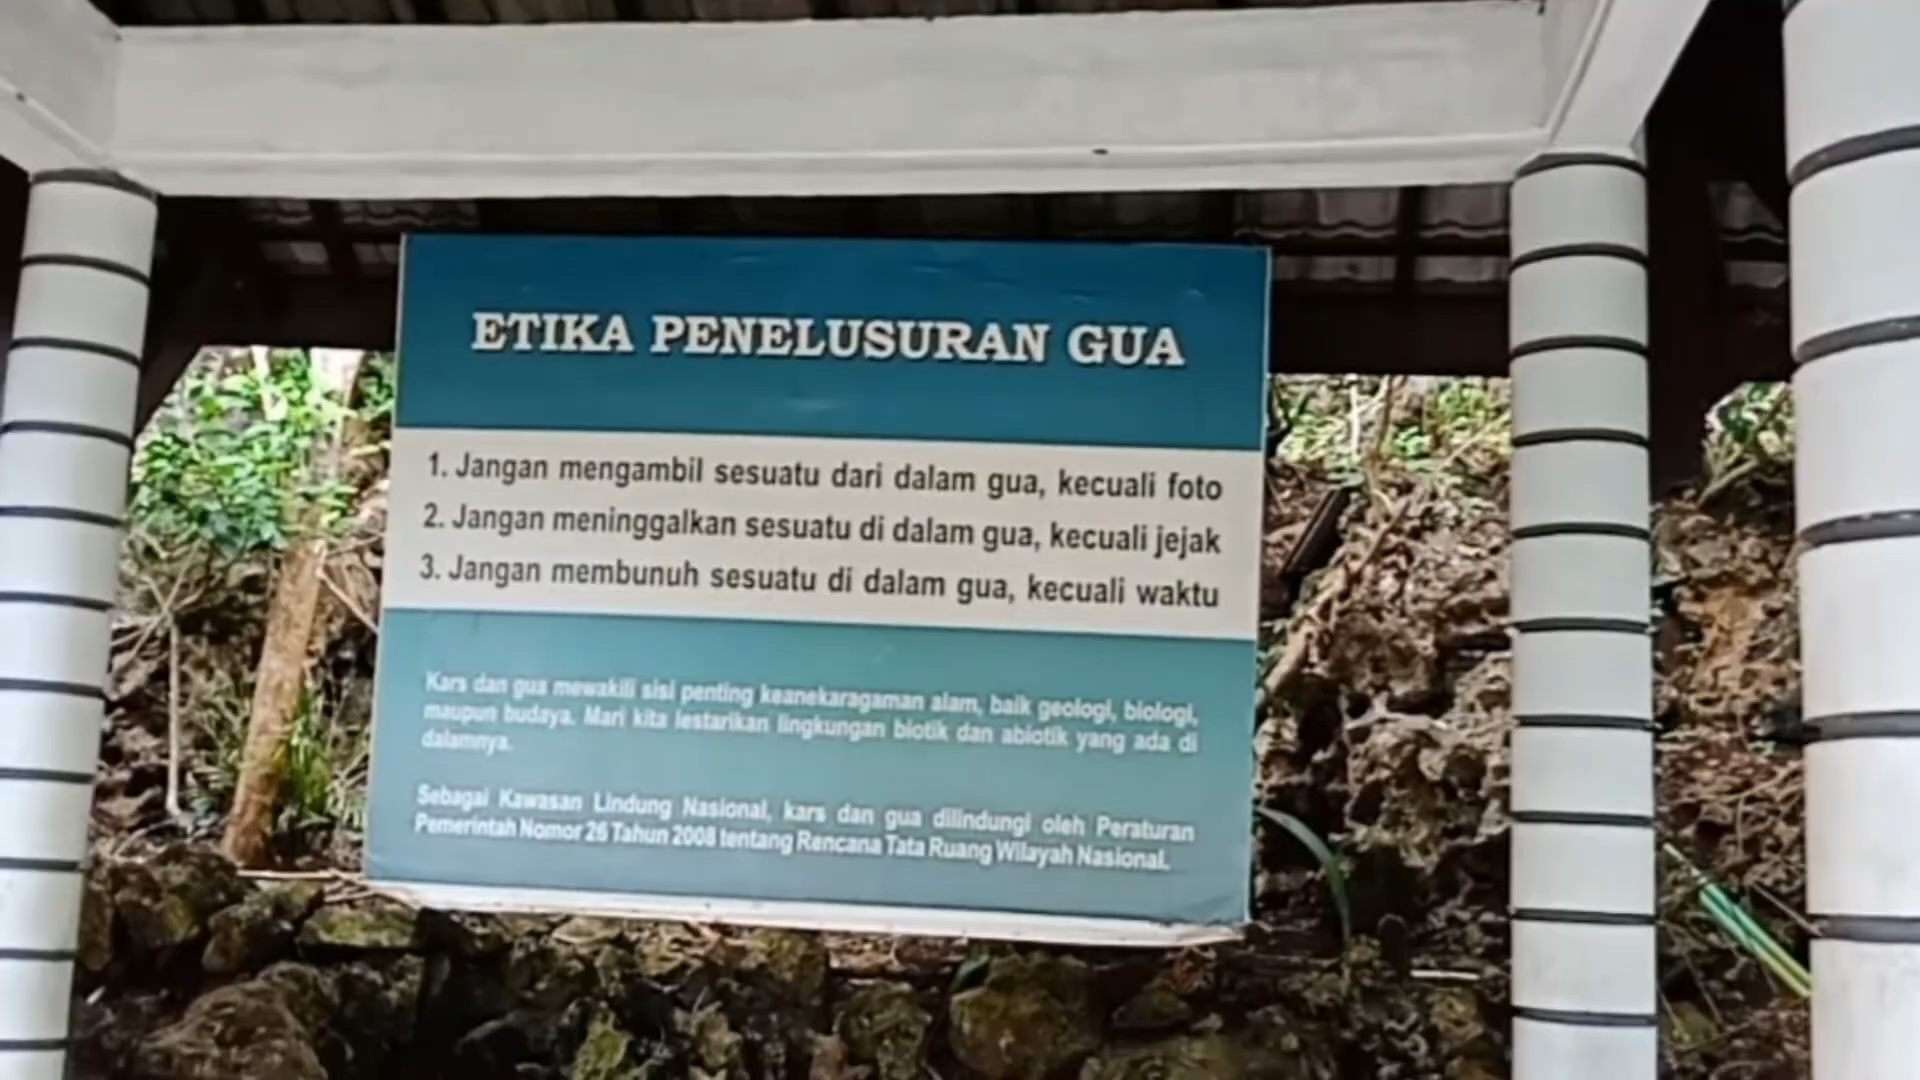 ETIKA PENELUSURAN GUA
1. Jangan mengambil sesuatu dari dalam gua, kecuali foto
2. Jangan meninggalkan sesuatu di dalam gua, kecuali jejak
3. Jangan membunuh sesuatu di dalam gua, kecuali waktu
Kars dan gua mewakili sisi penting keanekaragaman alam, baik geologi, biologi,
maupun budaya. Mari kita lestarikan lingkungan biotik dan abiotik yang ada di
dalamnya.
Sebagai Kawasan Lindung Nasional, kars dan gua dilindungi oleh Peraturan
Pemerintah Nomor 26 Tahun 2008 tentang Rencana Tata Ruang Wilayah Nasional.